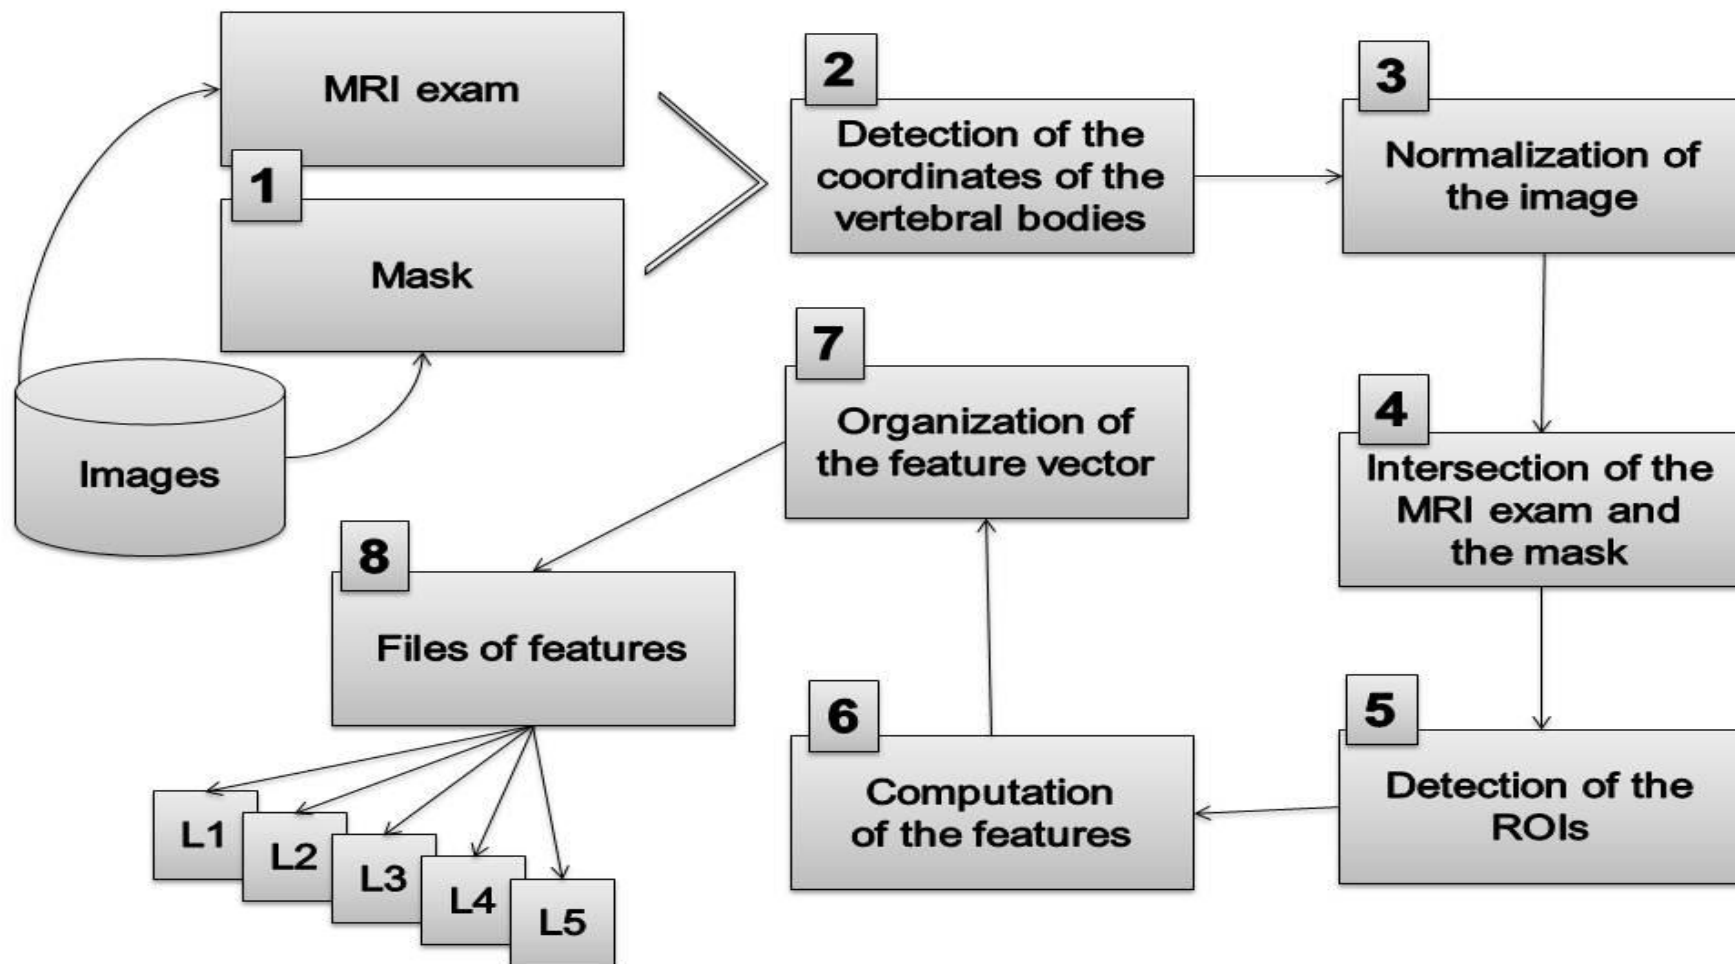 MRI exam
1
Mask
Images
2
Detection of the
coordinates of the
vertebral bodies
3
Normalization of
the image
4
Intersection of the
MRI exam and
the mask
5
Detection of the
ROIs
6
Computation
of the features
7
Organization of
the feature vector
8
Files of features
L1
L2
L3
L4
L5